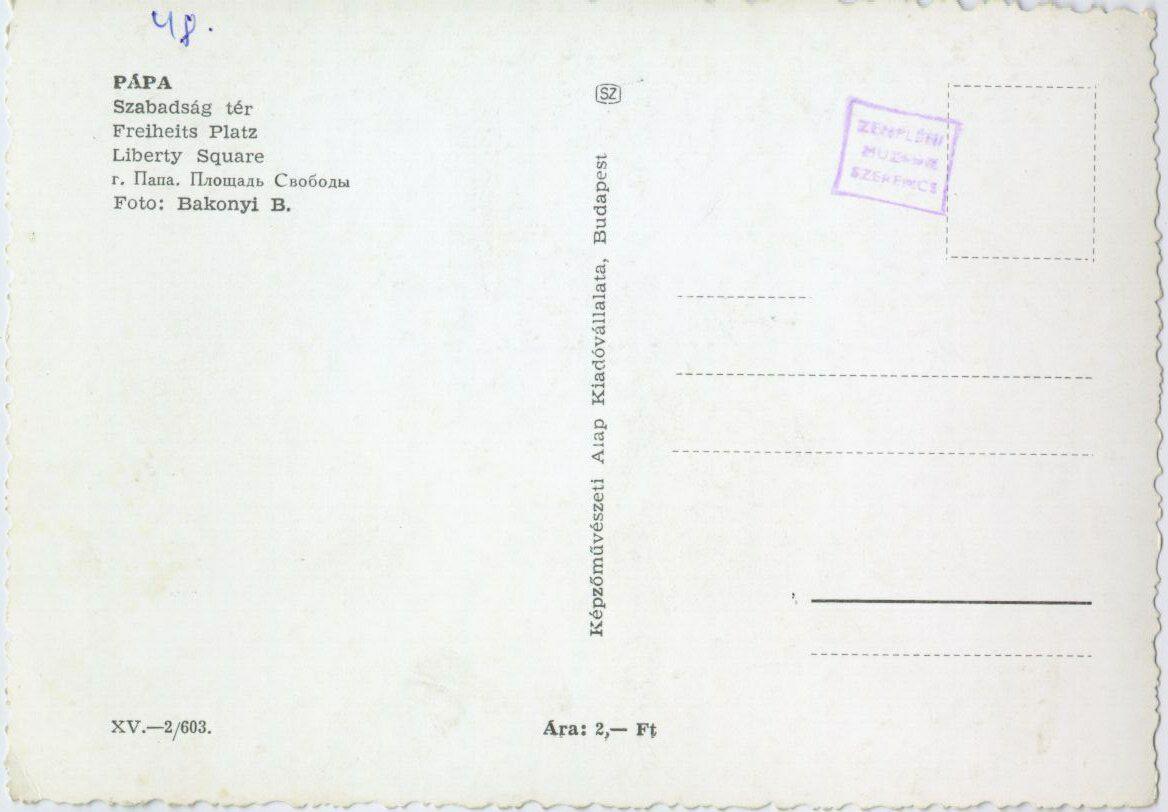 48.
PÁPA
Szabadság tér
Freiheits Platz
Liberty Square
г. Папа. Площадь Свободы
Foto: Bakonyi B.
SZ
Képzőművészeti Alap Kiadóvállalata, Budapest
ZEMPLÉNI
MÚZEUM
SZERENCS
XV.—2/603.
Ára: 2,— Ft